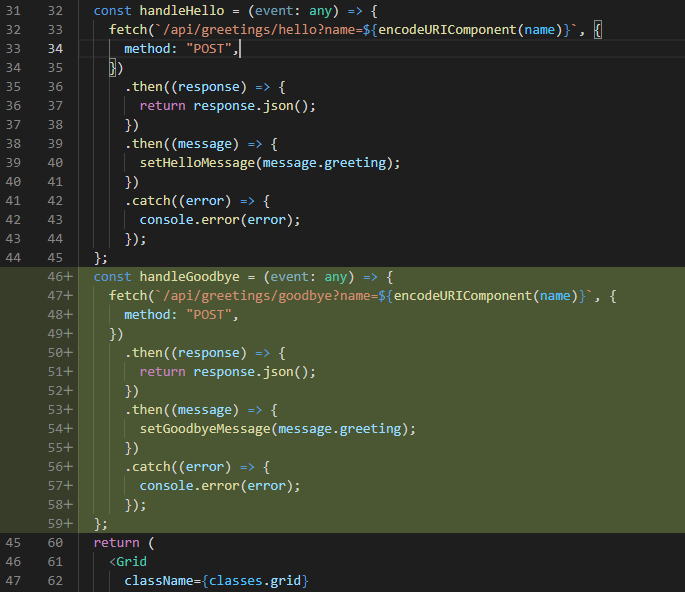 31 32 const handleHello = (event: any) => {
32 33 fetch(`/api/greetings/hello?name=${encodeURIComponent(name)}`, {
33 34 method: "POST",
34 35 })
35 36 .then((response) => {
36 37 return response.json();
37 38 })
38 39 .then((message) => {
39 40 setHelloMessage(message.greeting);
40 41 })
41 42 .catch((error) => {
42 43 console.error(error);
43 44 });
44 45 };
46+ const handleGoodbye = (event: any) => {
47+ fetch(`/api/greetings/goodbye?name=${encodeURIComponent(name)}`, {
48+ method: "POST",
49+ })
50+ .then((response) => {
51+ return response.json();
52+ })
53+ .then((message) => {
54+ setGoodbyeMessage(message.greeting);
55+ })
56+ .catch((error) => {
57+ console.error(error);
58+ });
59+ };
45 60 return (
46 61 <Grid
47 62 className={classes.grid}